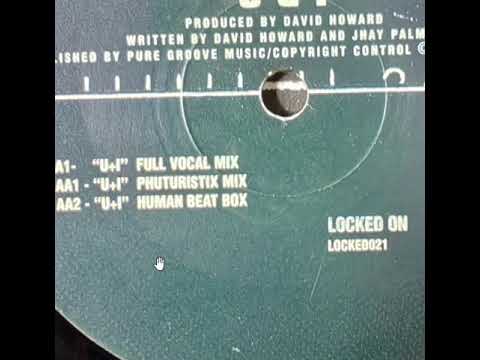 PRODUCED BY DAVID HOWARD
WRITTEN BY DAVID HOWARD AND JHAY PALM
LISHED BY PURE GROOVE MUSIC/COPYRIGHT CONTROL ©
A1- "U+I" FULL VOCAL MIX
AA1 - "U+I" PHUTURISTIX MIX
AA2 - "U+I" HUMAN BEAT BOX
LOCKED ON
LOCKED021